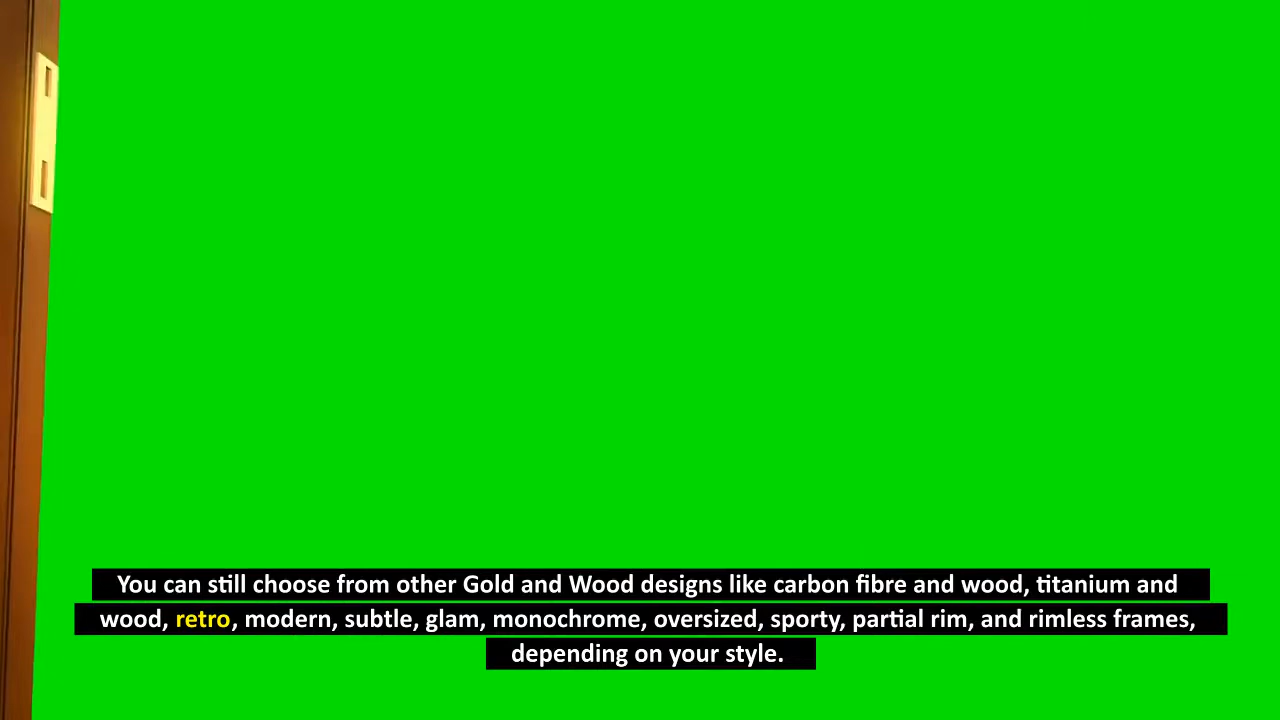 You can still choose from other Gold and Wood designs like carbon fibre and wood, titanium and
wood, retro, modern, subtle, glam, monochrome, oversized, sporty, partial rim, and rimless frames,
depending on your style.